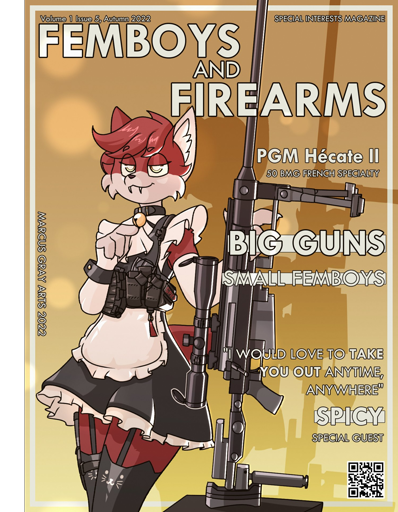 Volume 1 Issue 5, Autumn 2022
SPECIAL INTERESTS MAGAZINE
FEMBOYS
AND
FIREARMS
PGM Hécate II
50 BMG FRENCH SPECIALTY
BIG GUNS
SMALL FEMBOYS
MARCUS GRAY ARTS 2022
"I WOULD LOVE TO TAKE
YOU OUT ANYTIME,
ANYWHERE"
SPICY
SPECIAL GUEST